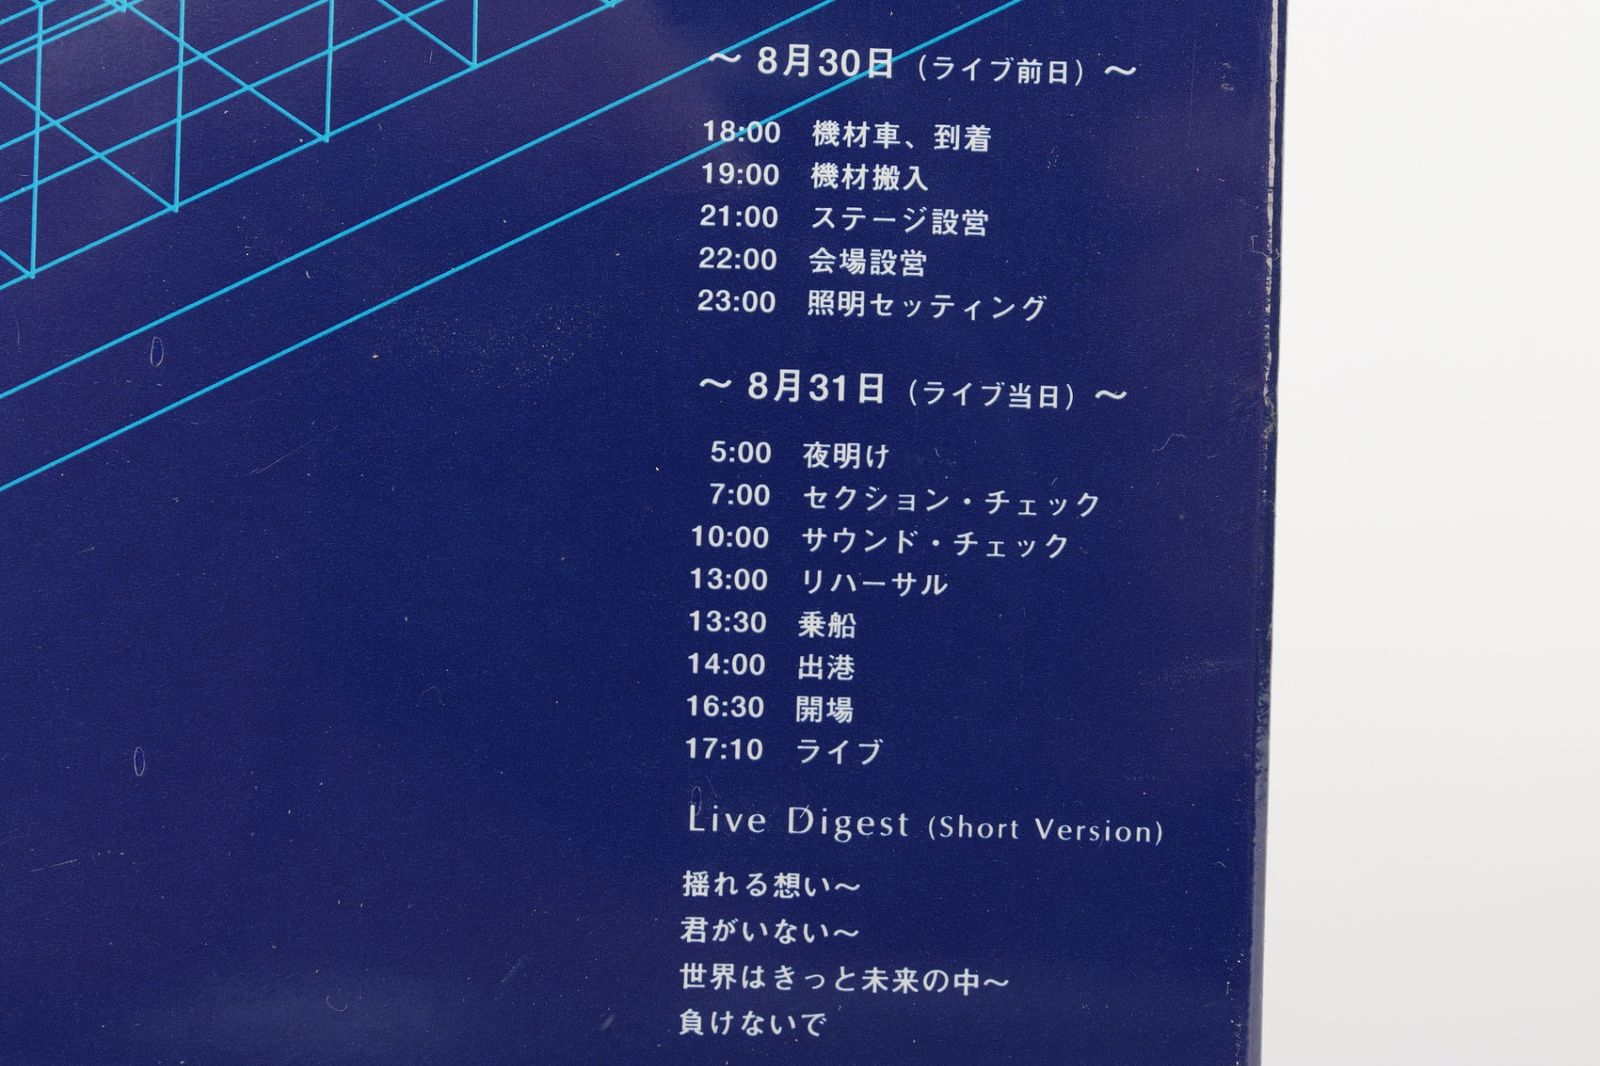 〜 8月30日（ライブ前日）〜
18:00 機材車、到着
19:00 機材搬入
21:00 ステージ設営
22:00 会場設営
23:00 照明セッティング
〜 8月31日（ライブ当日）〜
5:00 夜明け
7:00 セクション・チェック
10:00 サウンド・チェック
13:00 リハーサル
13:30 乗船
14:00 出港
16:30 開場
17:10 ライブ
Live Digest (Short Version)
揺れる想い〜
君がいない〜
世界はきっと未来の中〜
負けないで